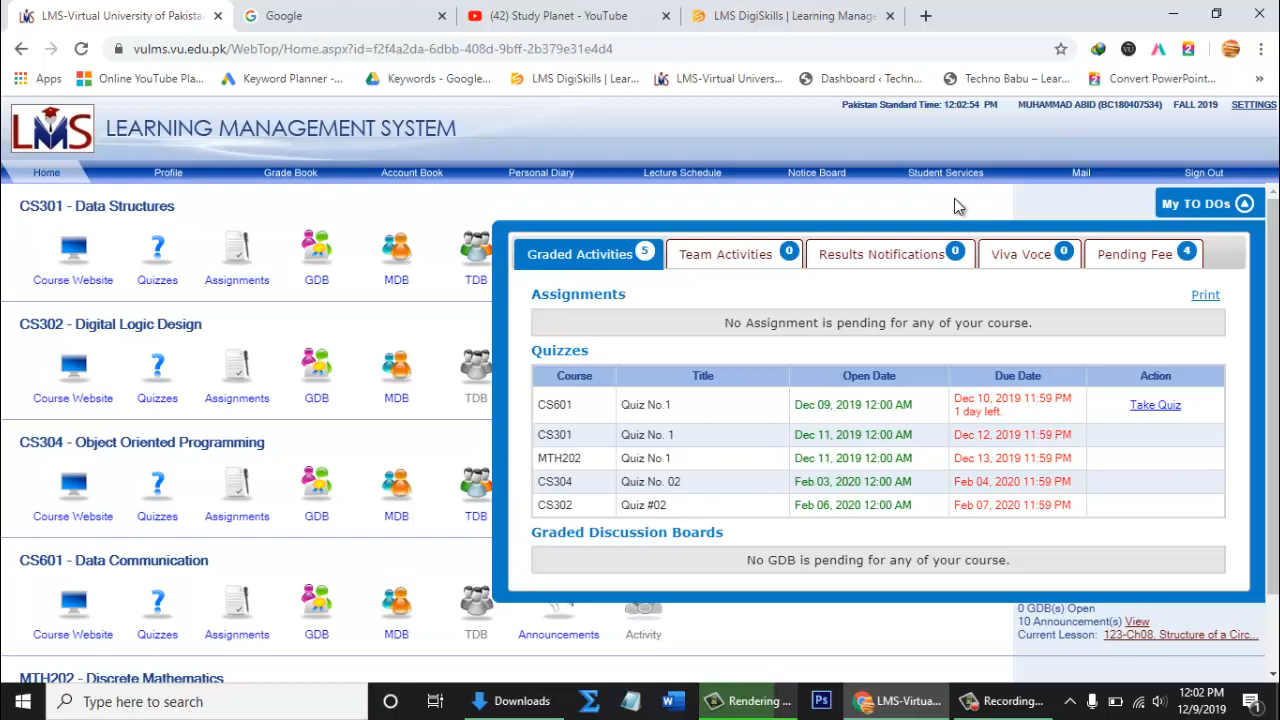 LMS-Virtual University of Pakistan
Google
(42) Study Planet - YouTube
LMS DigiSkills | Learning Manage
vulms.vu.edu.pk/WebTop/Home.aspx?id=f2f4a2da-6dbb-408d-9bff-2b379e31e4d4
Apps
Online YouTube Pla...
Keyword Planner -...
Keywords - Google...
LMS DigiSkills | Lear...
LMS-Virtual Univers...
Dashboard ‹ Techn...
Techno Babu – Lear...
Convert PowerPoint...
»
Pakistan Standard Time: 12:02:54 PM
MUHAMMAD ABID (BC180407534)
FALL 2019
SETTINGS
LMS
LEARNING MANAGEMENT SYSTEM
Home
Profile
Grade Book
Account Book
Personal Diary
Lecture Schedule
Notice Board
Student Services
Mail
Sign Out
My TO DOs
CS301 - Data Structures
Course Website
Quizzes
Assignments
GDB
MDB
TDB
CS302 - Digital Logic Design
Course Website
Quizzes
Assignments
GDB
MDB
TDB
CS304 - Object Oriented Programming
Course Website
Quizzes
Assignments
GDB
MDB
TDB
CS601 - Data Communication
Course Website
Quizzes
Assignments
GDB
MDB
TDB
Announcements
Activity
MTH202 - Discrete Mathematics
Graded Activities 5
Team Activities 0
Results Notifications 0
Viva Voce 0
Pending Fee 4
Assignments
Print
No Assignment is pending for any of your course.
Quizzes
Course Title Open Date Due Date Action
CS601 Quiz No.1 Dec 09, 2019 12:00 AM Dec 10, 2019 11:59 PM Take Quiz
1 day left.
CS301 Quiz No. 1 Dec 11, 2019 12:00 AM Dec 12, 2019 11:59 PM
MTH202 Quiz No 1 Dec 11, 2019 12:00 AM Dec 13, 2019 11:59 PM
CS304 Quiz No. 02 Feb 03, 2020 12:00 AM Feb 04, 2020 11:59 PM
CS302 Quiz #02 Feb 06, 2020 12:00 AM Feb 07, 2020 11:59 PM
Graded Discussion Boards
No GDB is pending for any of your course.
0 GDB(s) Open
10 Announcement(s) View
Current Lesson: 123-Ch08. Structure of a Circ...
Type here to search
Downloads
Rendering ...
Ps
LMS-Virtua...
Recording...
12:02 PM
12/9/2019
1